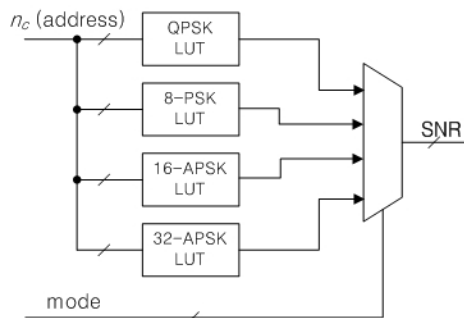 n_c (address)
QPSK
LUT
8-PSK
LUT
SNR
16-APSK
LUT
32-APSK
LUT
mode